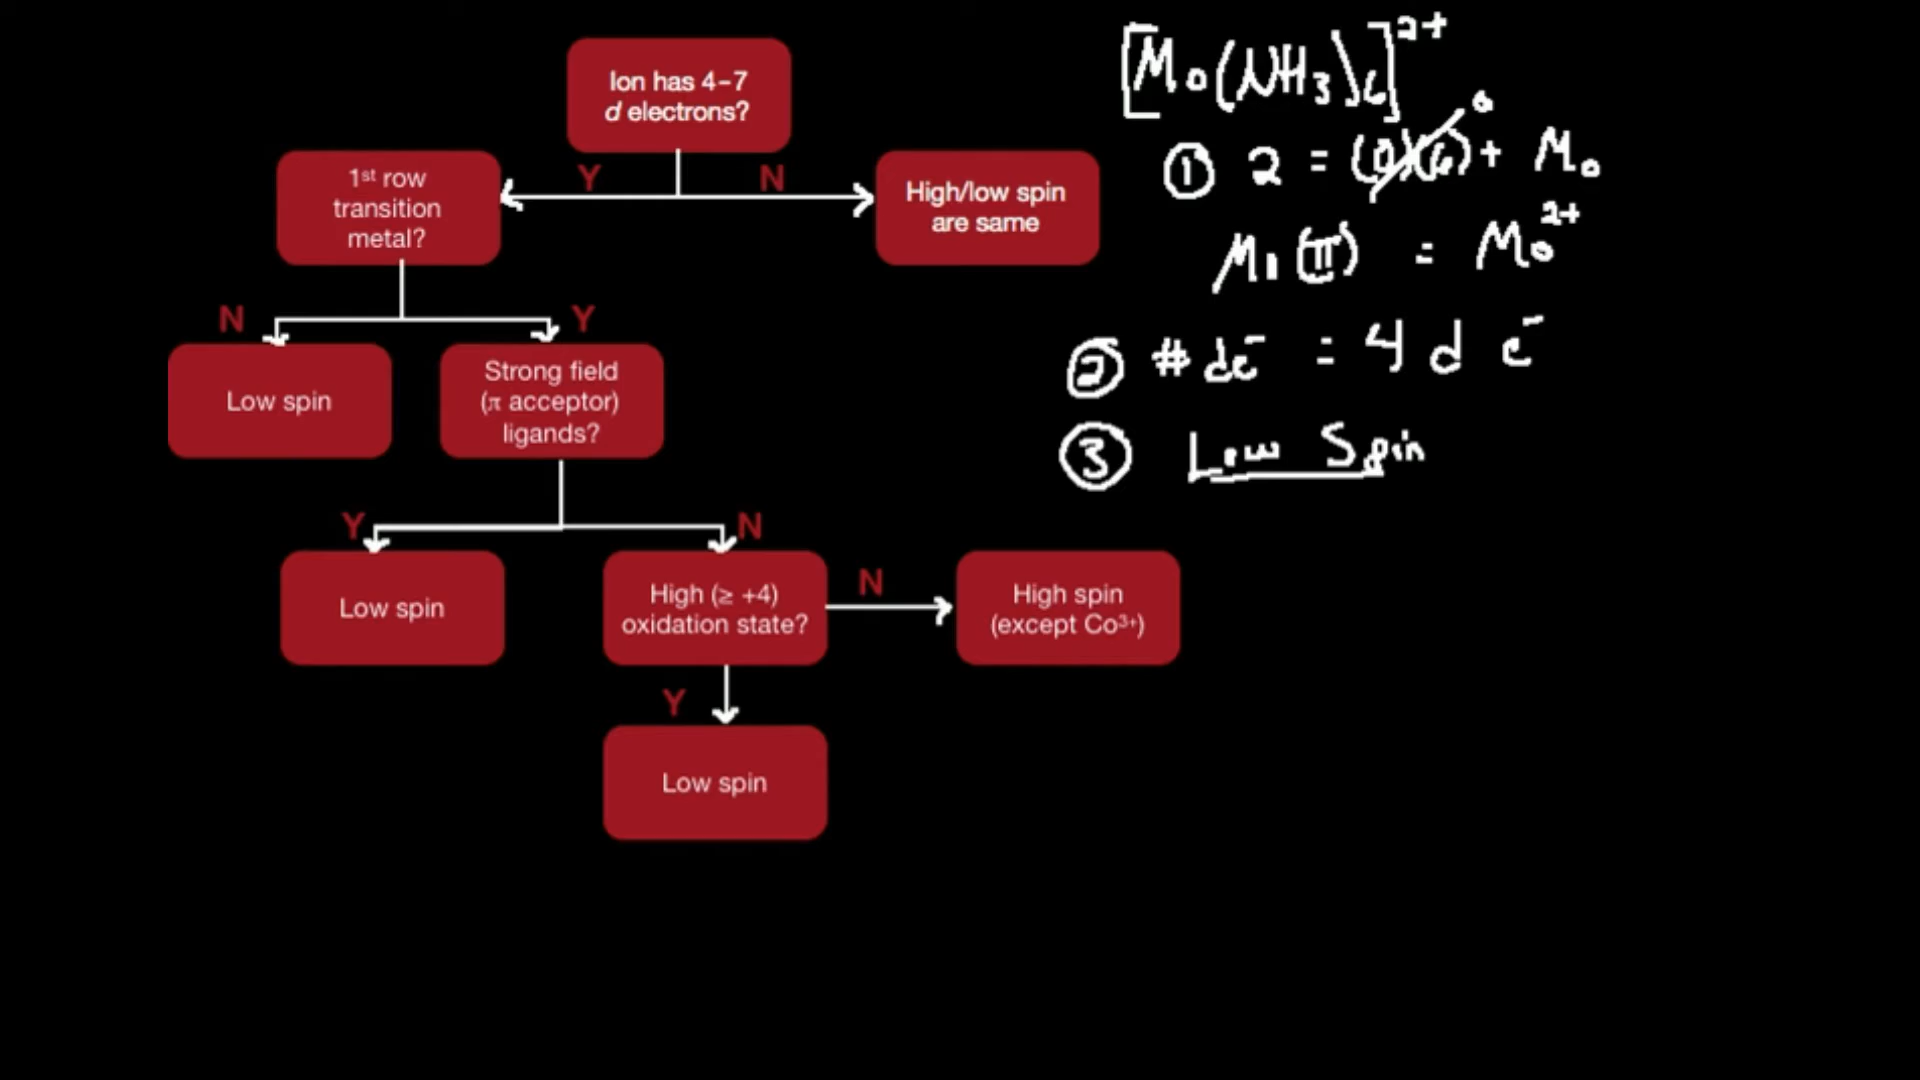 Ion has 4–7
d electrons?
Y
N
1st row
transition
metal?
High/low spin
are same
N
Y
Low spin
Strong field
(π acceptor)
ligands?
Y
N
Low spin
High (≥ +4)
oxidation state?
N
High spin
(except Co³⁺)
Y
Low spin
[Mo(NH₃)₆]²⁺
① 2 = (0)(6) + Mo
0
Mo(II) = Mo²⁺
② # de⁻ = 4 d e⁻
③ Low Spin